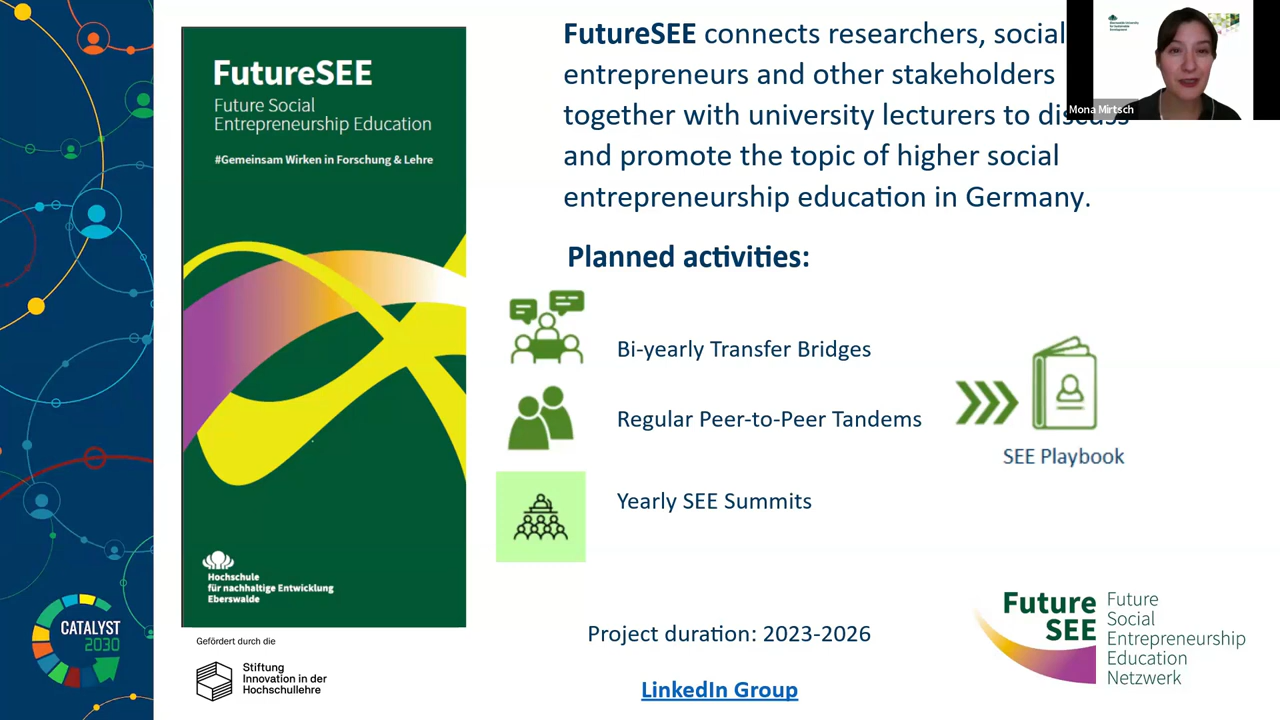 FutureSEE
Future Social
Entrepreneurship Education
#Gemeinsam Wirken in Forschung & Lehre
Hochschule
für nachhaltige Entwicklung
Eberswalde
Gefördert durch die
Stiftung
Innovation in der
Hochschullehre
CATALYST
2030
FutureSEE connects researchers, social
entrepreneurs and other stakeholders
together with university lecturers to discuss
and promote the topic of higher social
entrepreneurship education in Germany.
Planned activities:
Bi-yearly Transfer Bridges
Regular Peer-to-Peer Tandems
Yearly SEE Summits
SEE Playbook
Project duration: 2023-2026
LinkedIn Group
Future
SEE
Future
Social
Entrepreneurship
Education
Netzwerk
Mona Mirtsch